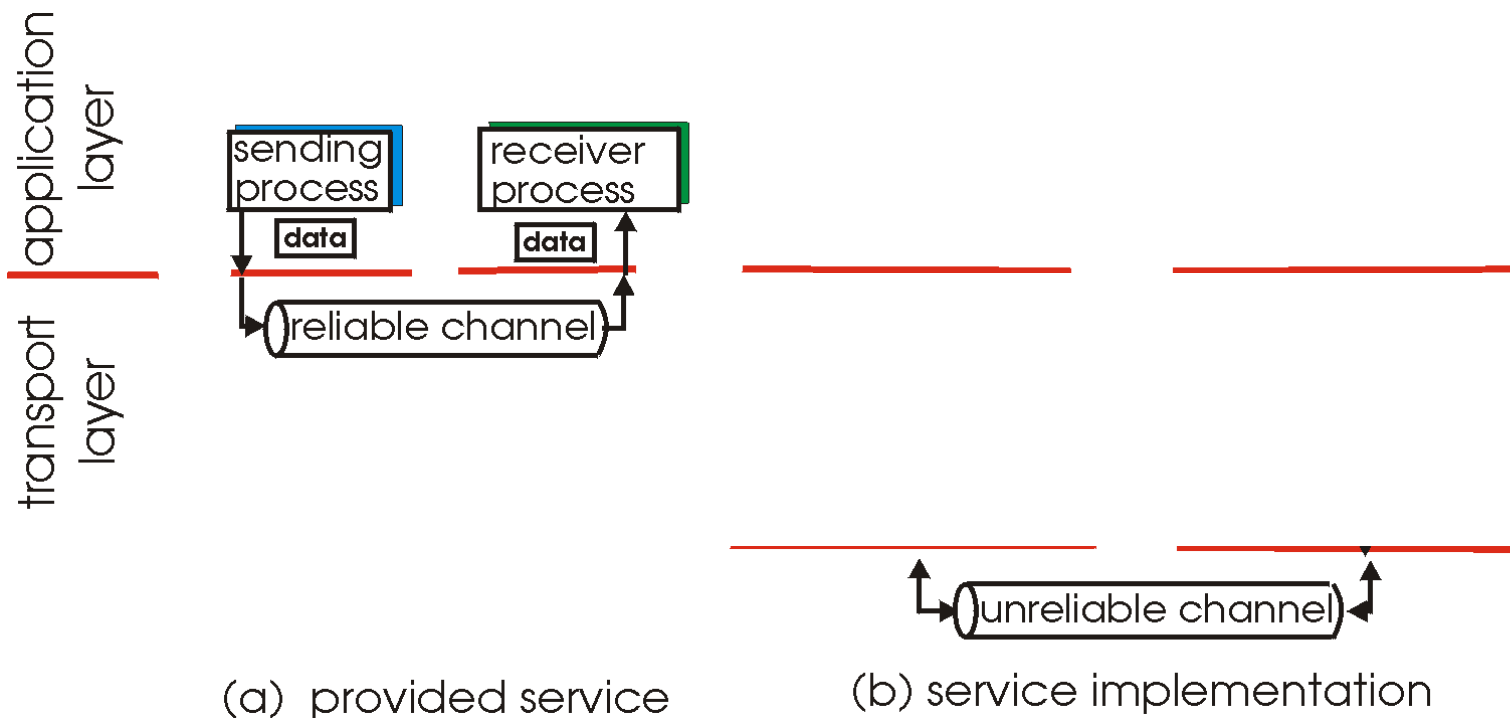 application
layer
transport
layer
sending
process
receiver
process
data
data
reliable channel
unreliable channel
(a) provided service
(b) service implementation